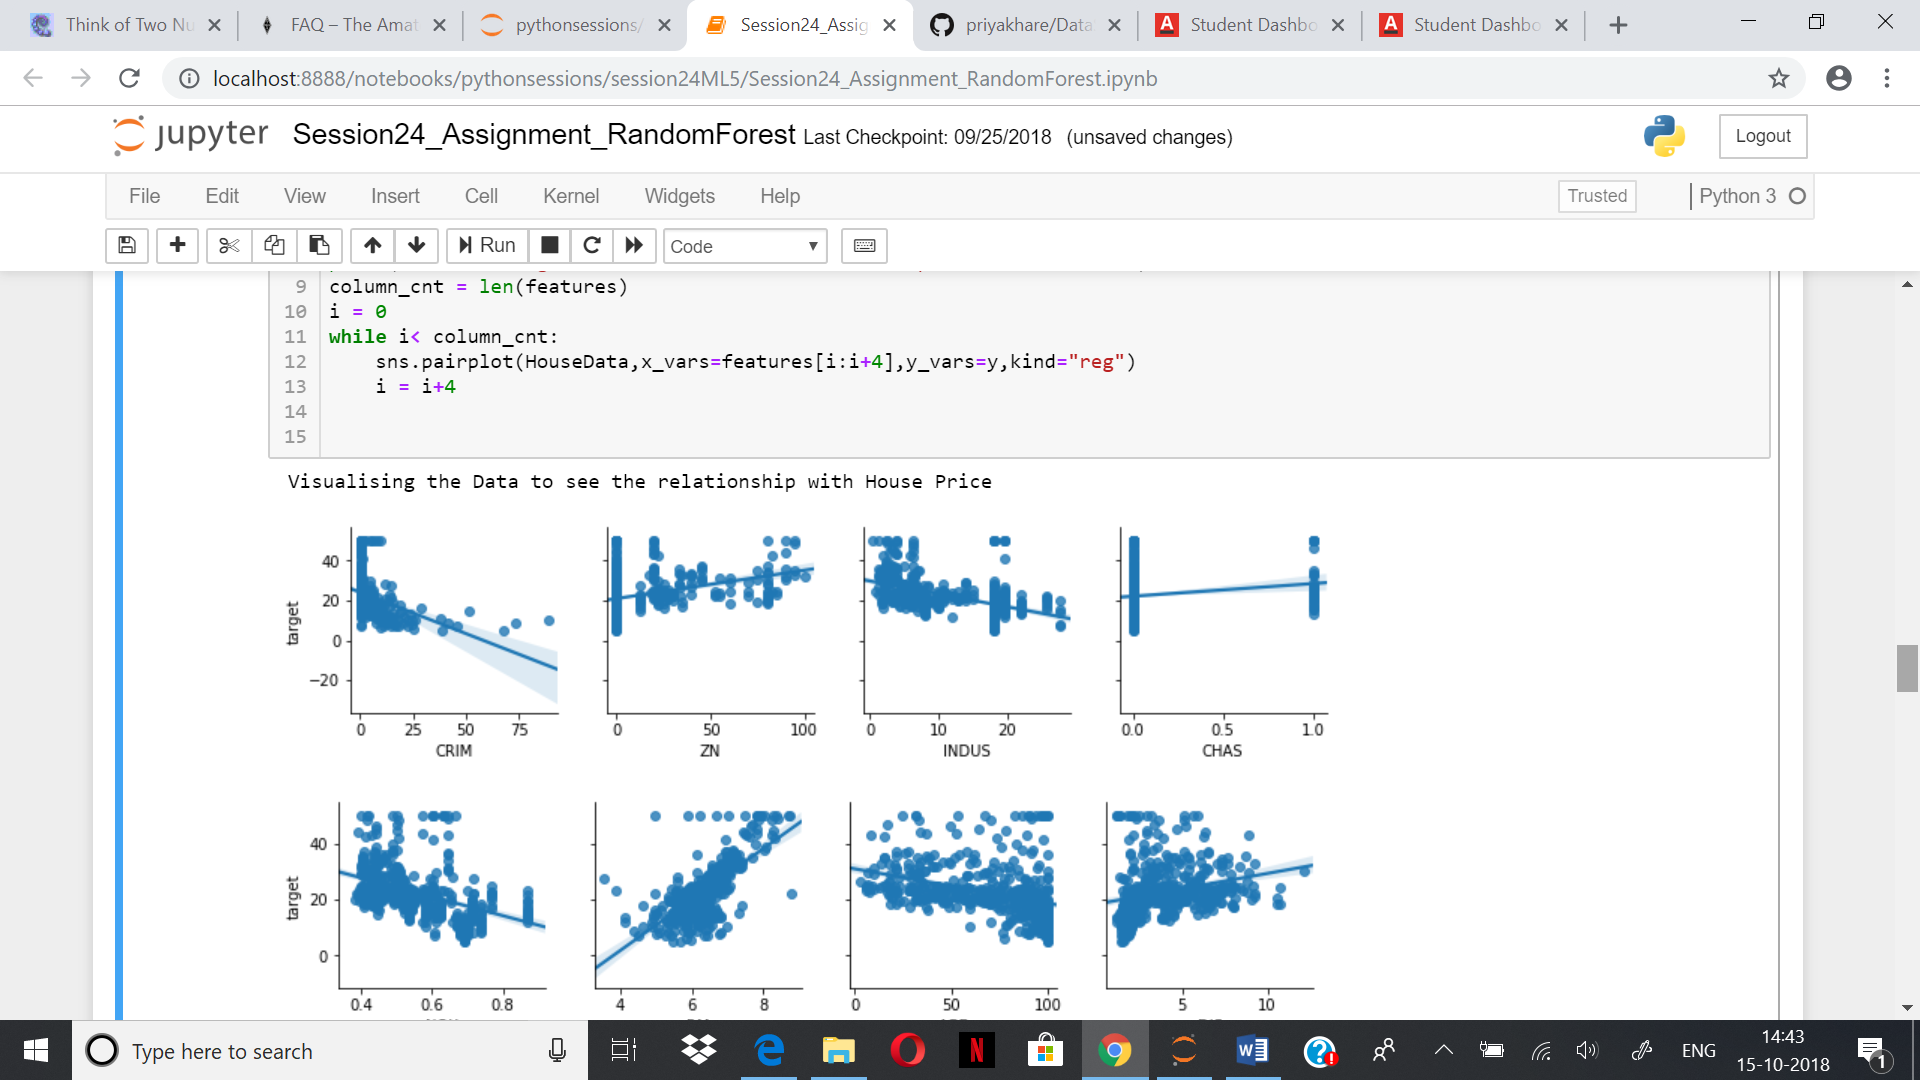 Think of Two Nu
FAQ – The Amat
pythonsessions/
Session24_Assig
priyakhare/Data
Student Dashbo
Student Dashbo
localhost:8888/notebooks/pythonsessions/session24ML5/Session24_Assignment_RandomForest.ipynb
jupyter Session24_Assignment_RandomForest Last Checkpoint: 09/25/2018 (unsaved changes)
Logout
File Edit View Insert Cell Kernel Widgets Help
Trusted
Python 3
Run
Code
9 column_cnt = len(features)
10 i = 0
11 while i< column_cnt:
12 sns.pairplot(HouseData,x_vars=features[i:i+4],y_vars=y,kind="reg")
13 i = i+4
14
15
Visualising the Data to see the relationship with House Price
40
20
0
−20
target
0 25 50 75
CRIM
0 50 100
ZN
0 10 20
INDUS
0.0 0.5 1.0
CHAS
40
20
0
target
0.4 0.6 0.8
4 6 8
0 50 100
5 10
Type here to search
ENG
14:43
15-10-2018
1